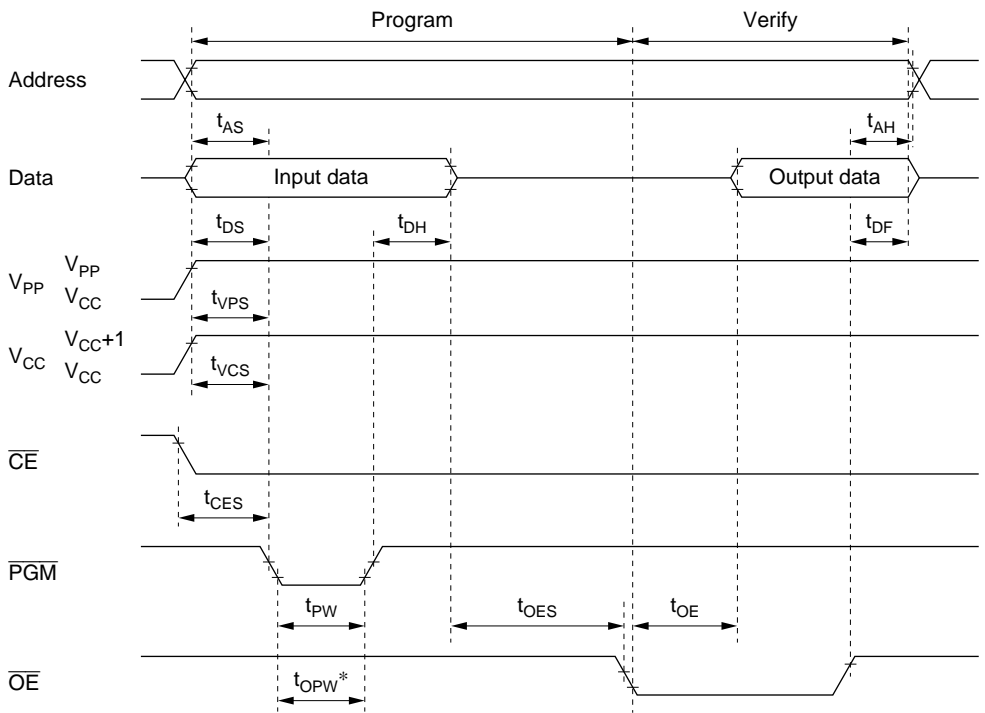 Program Verify
Address
tAS tAH
Data Input data Output data
tDS tDH tDF
VPP VPP
VCC
tVPS
VCC VCC+1
VCC
tVCS
CE
tCES
PGM
tPW tOES tOE
OE
tOPW*